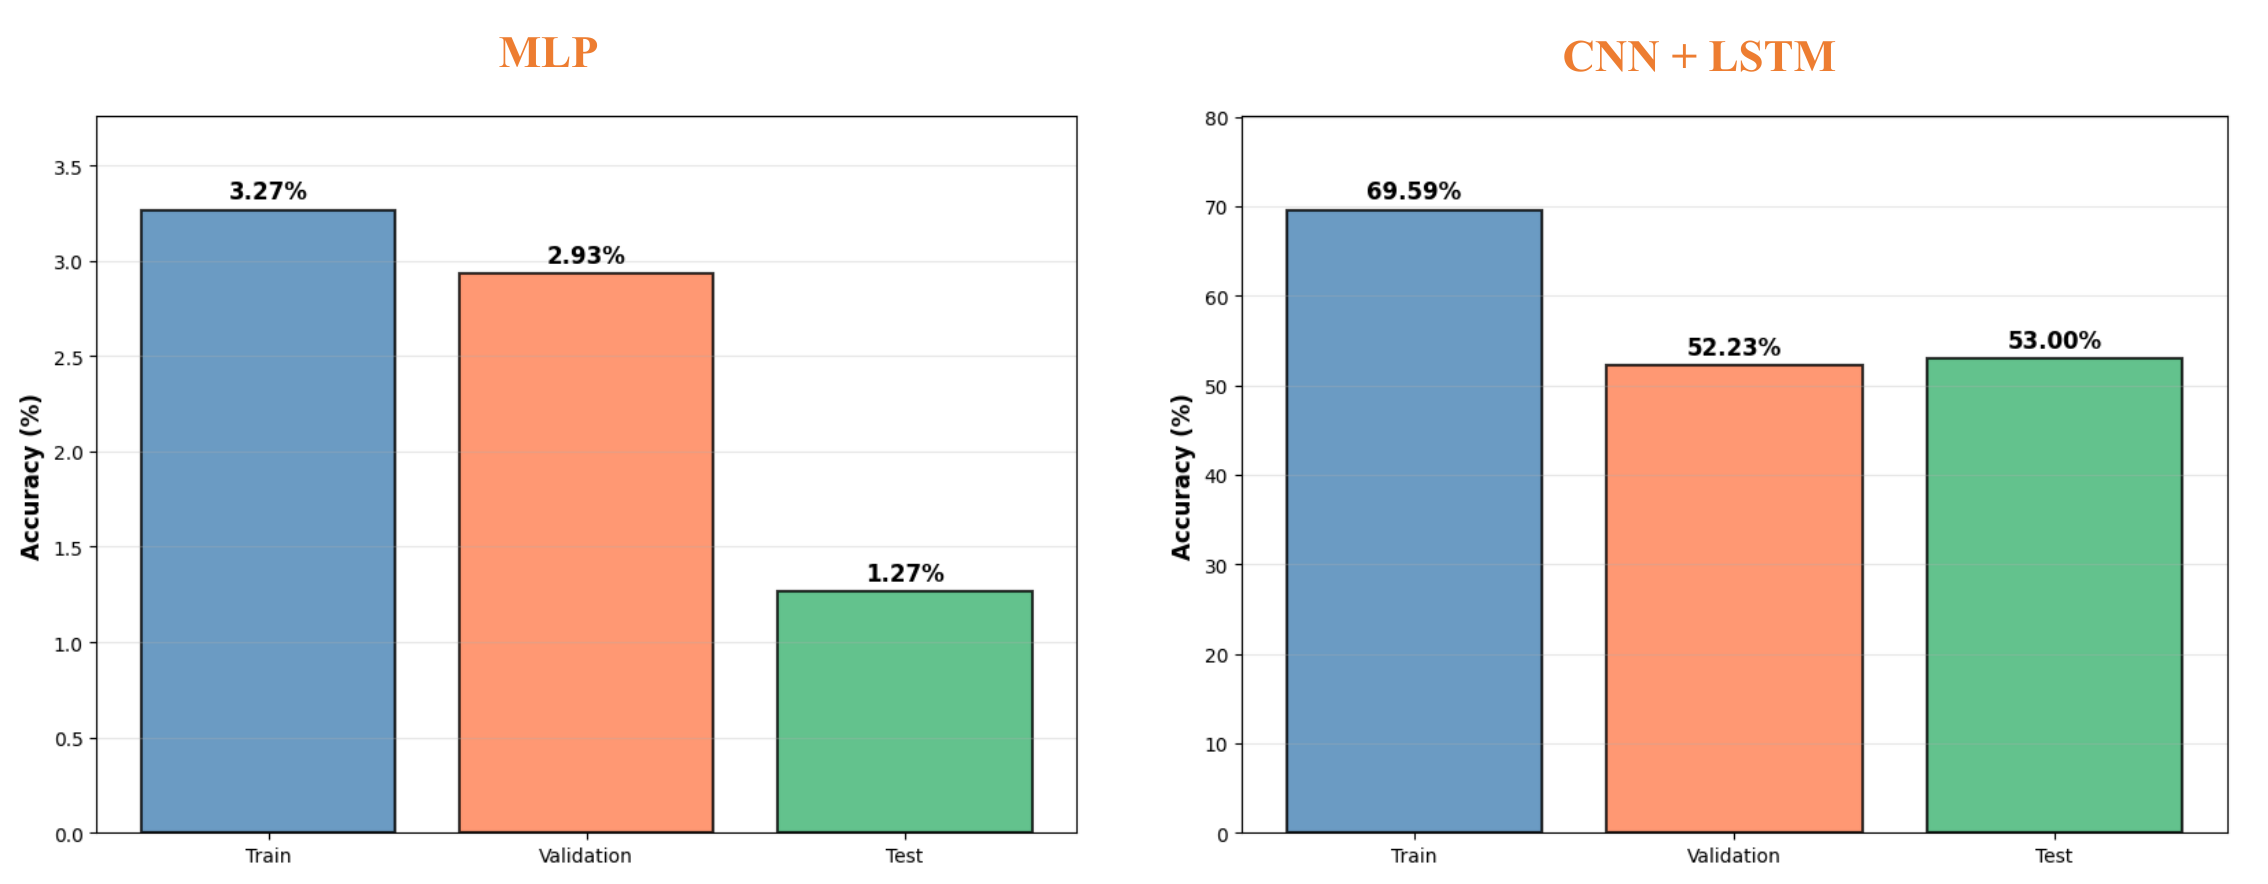 MLP
Accuracy (%)
3.5
3.0
2.5
2.0
1.5
1.0
0.5
0.0
3.27%
2.93%
1.27%
Train
Validation
Test
CNN + LSTM
Accuracy (%)
80
70
60
50
40
30
20
10
0
69.59%
52.23%
53.00%
Train
Validation
Test